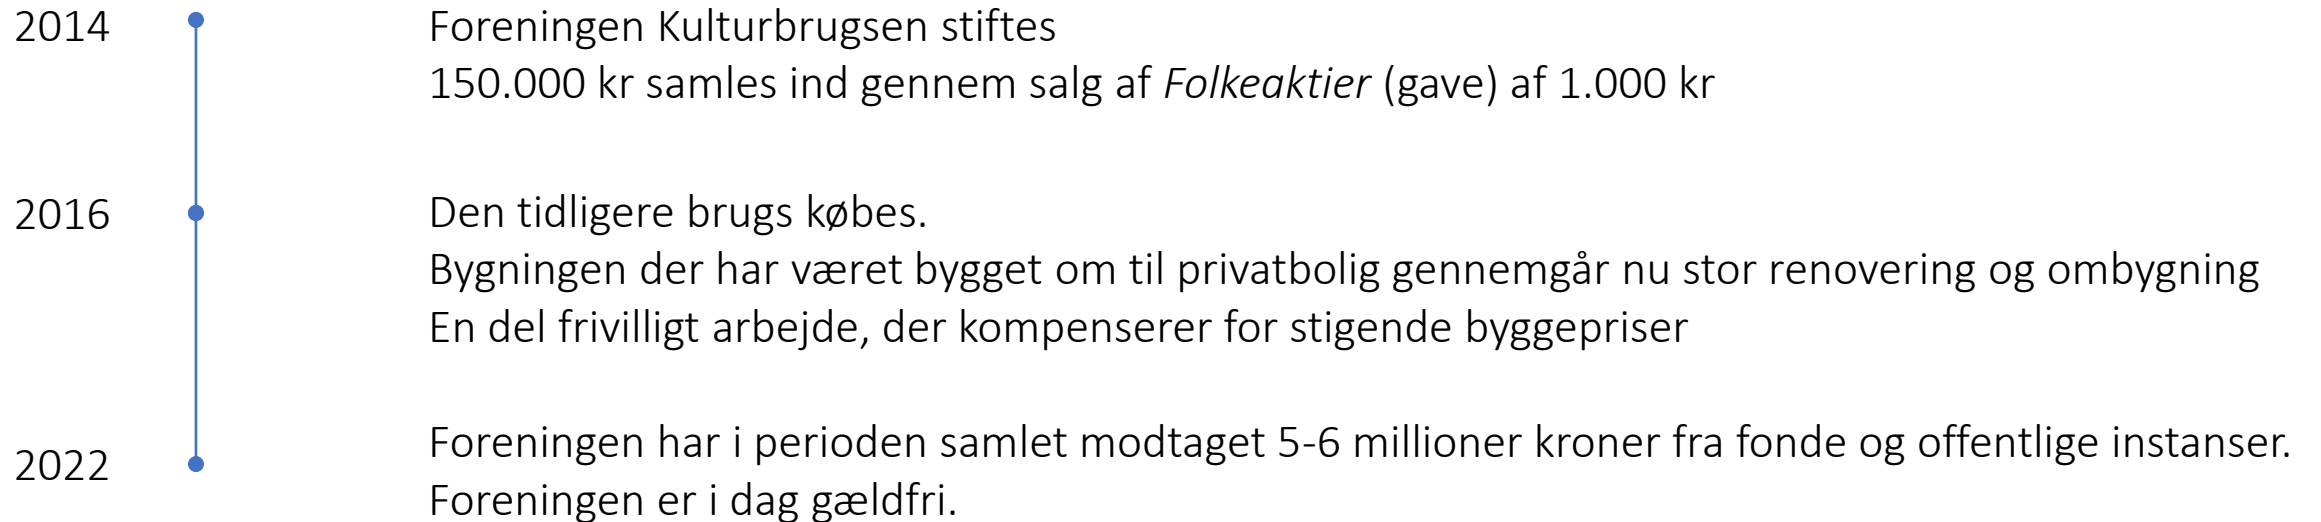 2014
Foreningen Kulturbrugsen stiftes
150.000 kr samles ind gennem salg af Folkeaktier (gave) af 1.000 kr
2016
Den tidligere brugs købes.
Bygningen der har været bygget om til privatbolig gennemgår nu stor renovering og ombygning
En del frivilligt arbejde, der kompenserer for stigende byggepriser
2022
Foreningen har i perioden samlet modtaget 5-6 millioner kroner fra fonde og offentlige instanser.
Foreningen er i dag gældfri.